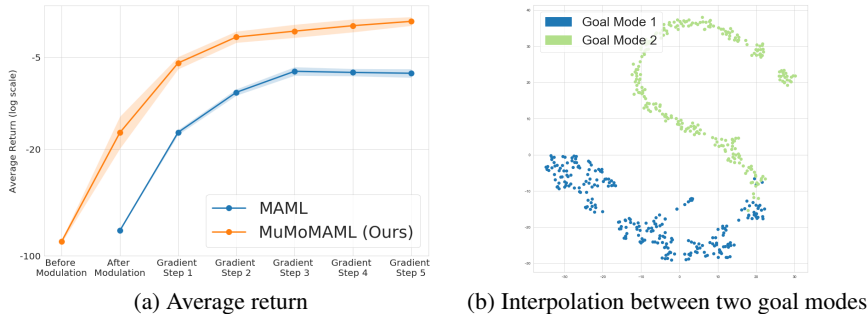 Average Return (log scale)
-5
-20
-100
MAML
MuMoMAML (Ours)
Before Modulation
After Modulation
Gradient Step 1
Gradient Step 2
Gradient Step 3
Gradient Step 4
Gradient Step 5
(a) Average return
Goal Mode 1
Goal Mode 2
(b) Interpolation between two goal modes